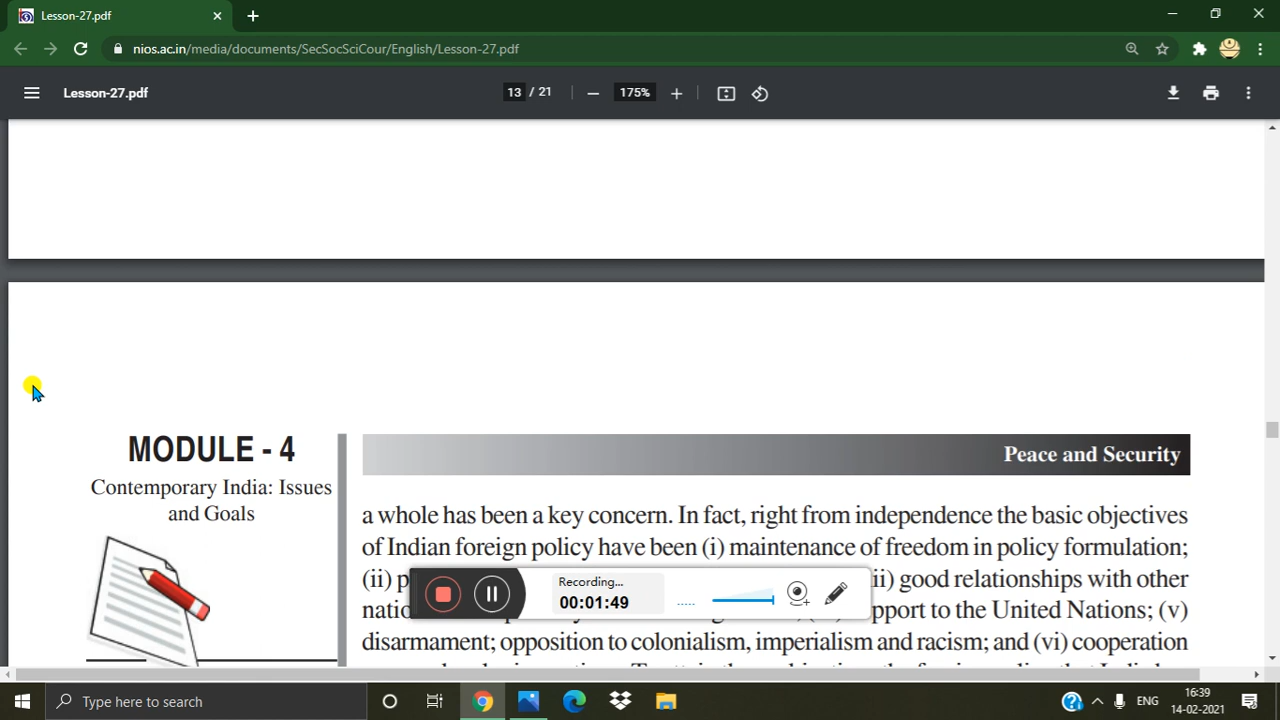 Lesson-27.pdf
nios.ac.in/media/documents/SecSocSciCour/English/Lesson-27.pdf
Lesson-27.pdf
13 / 21
175%
MODULE - 4
Contemporary India: Issues
and Goals
Peace and Security
a whole has been a key concern. In fact, right from independence the basic objectives
of Indian foreign policy have been (i) maintenance of freedom in policy formulation;
(ii) good relationships with other
to the United Nations; (v)
disarmament; opposition to colonialism, imperialism and racism; and (vi) cooperation
Recording...
00:01:49
Type here to search
ENG
16:39
14-02-2021